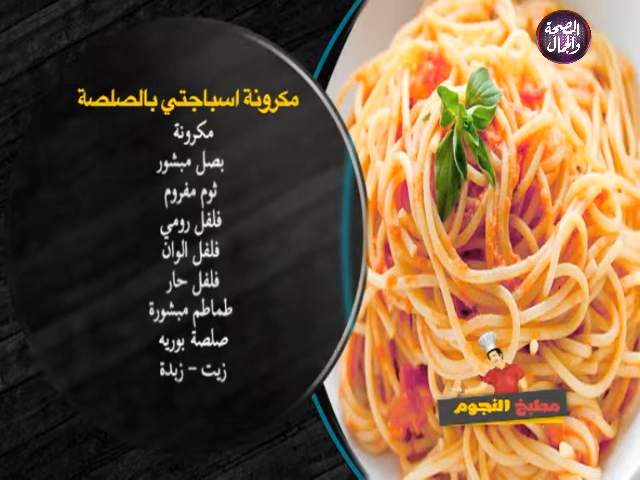 الصحة
والجمال
مكرونة اسباجتي بالصلصة
مكرونة
بصل مبشور
ثوم مفروم
فلفل رومي
فلفل الوان
فلفل حار
طماطم مبشورة
صلصة بوريه
زيت - زبدة
مطبخ النجوم